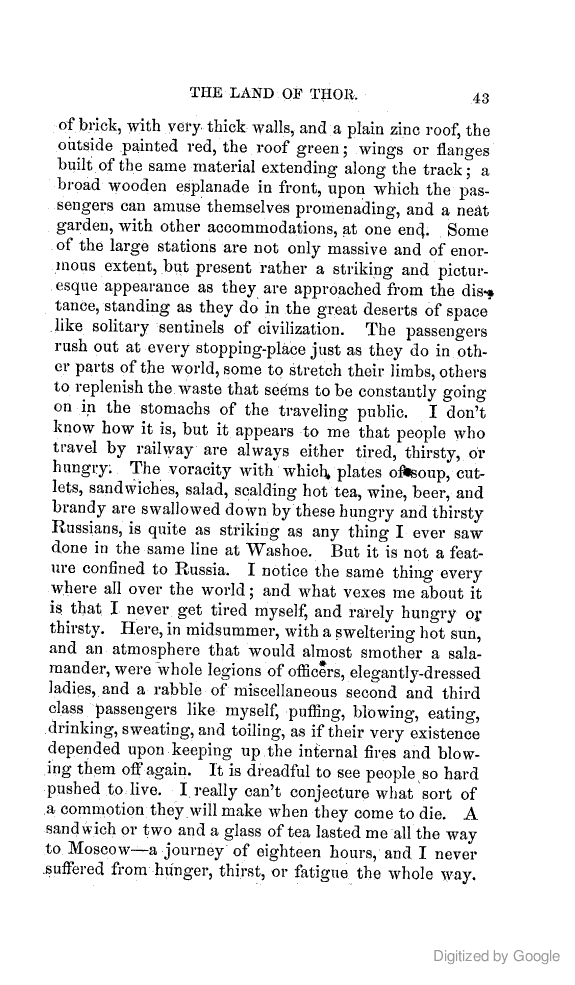 THE LAND OF THOR.
43
of brick, with very thick walls, and a plain zinc roof, the
outside painted red, the roof green; wings or flanges
built of the same material extending along the track; a
broad wooden esplanade in front, upon which the pas-
sengers can amuse themselves promenading, and a neat
garden, with other accommodations, at one end. Some
of the large stations are not only massive and of enor-
mous extent, but present rather a striking and pictur-
esque appearance as they are approached from the dis-
tance, standing as they do in the great deserts of space
like solitary sentinels of civilization. The passengers
rush out at every stopping-place just as they do in oth-
er parts of the world, some to stretch their limbs, others
to replenish the waste that seems to be constantly going
on in the stomachs of the traveling public. I don't
know how it is, but it appears to me that people who
travel by railway are always either tired, thirsty, or
hungry. The voracity with which plates of soup, cut-
lets, sandwiches, salad, scalding hot tea, wine, beer, and
brandy are swallowed down by these hungry and thirsty
Russians, is quite as striking as any thing I ever saw
done in the same line at Washoe. But it is not a feat-
ure confined to Russia. I notice the same thing every
where all over the world; and what vexes me about it
is that I never get tired myself, and rarely hungry or
thirsty. Here, in midsummer, with a sweltering hot sun,
and an atmosphere that would almost smother a sala-
mander, were whole legions of officers, elegantly-dressed
ladies, and a rabble of miscellaneous second and third
class passengers like myself, puffing, blowing, eating,
drinking, sweating, and toiling, as if their very existence
depended upon keeping up the internal fires and blow-
ing them off again. It is dreadful to see people so hard
pushed to live. I really can't conjecture what sort of
a commotion they will make when they come to die. A
sandwich or two and a glass of tea lasted me all the way
to Moscow—a journey of eighteen hours, and I never
suffered from hunger, thirst, or fatigue the whole way.
Digitized by Google